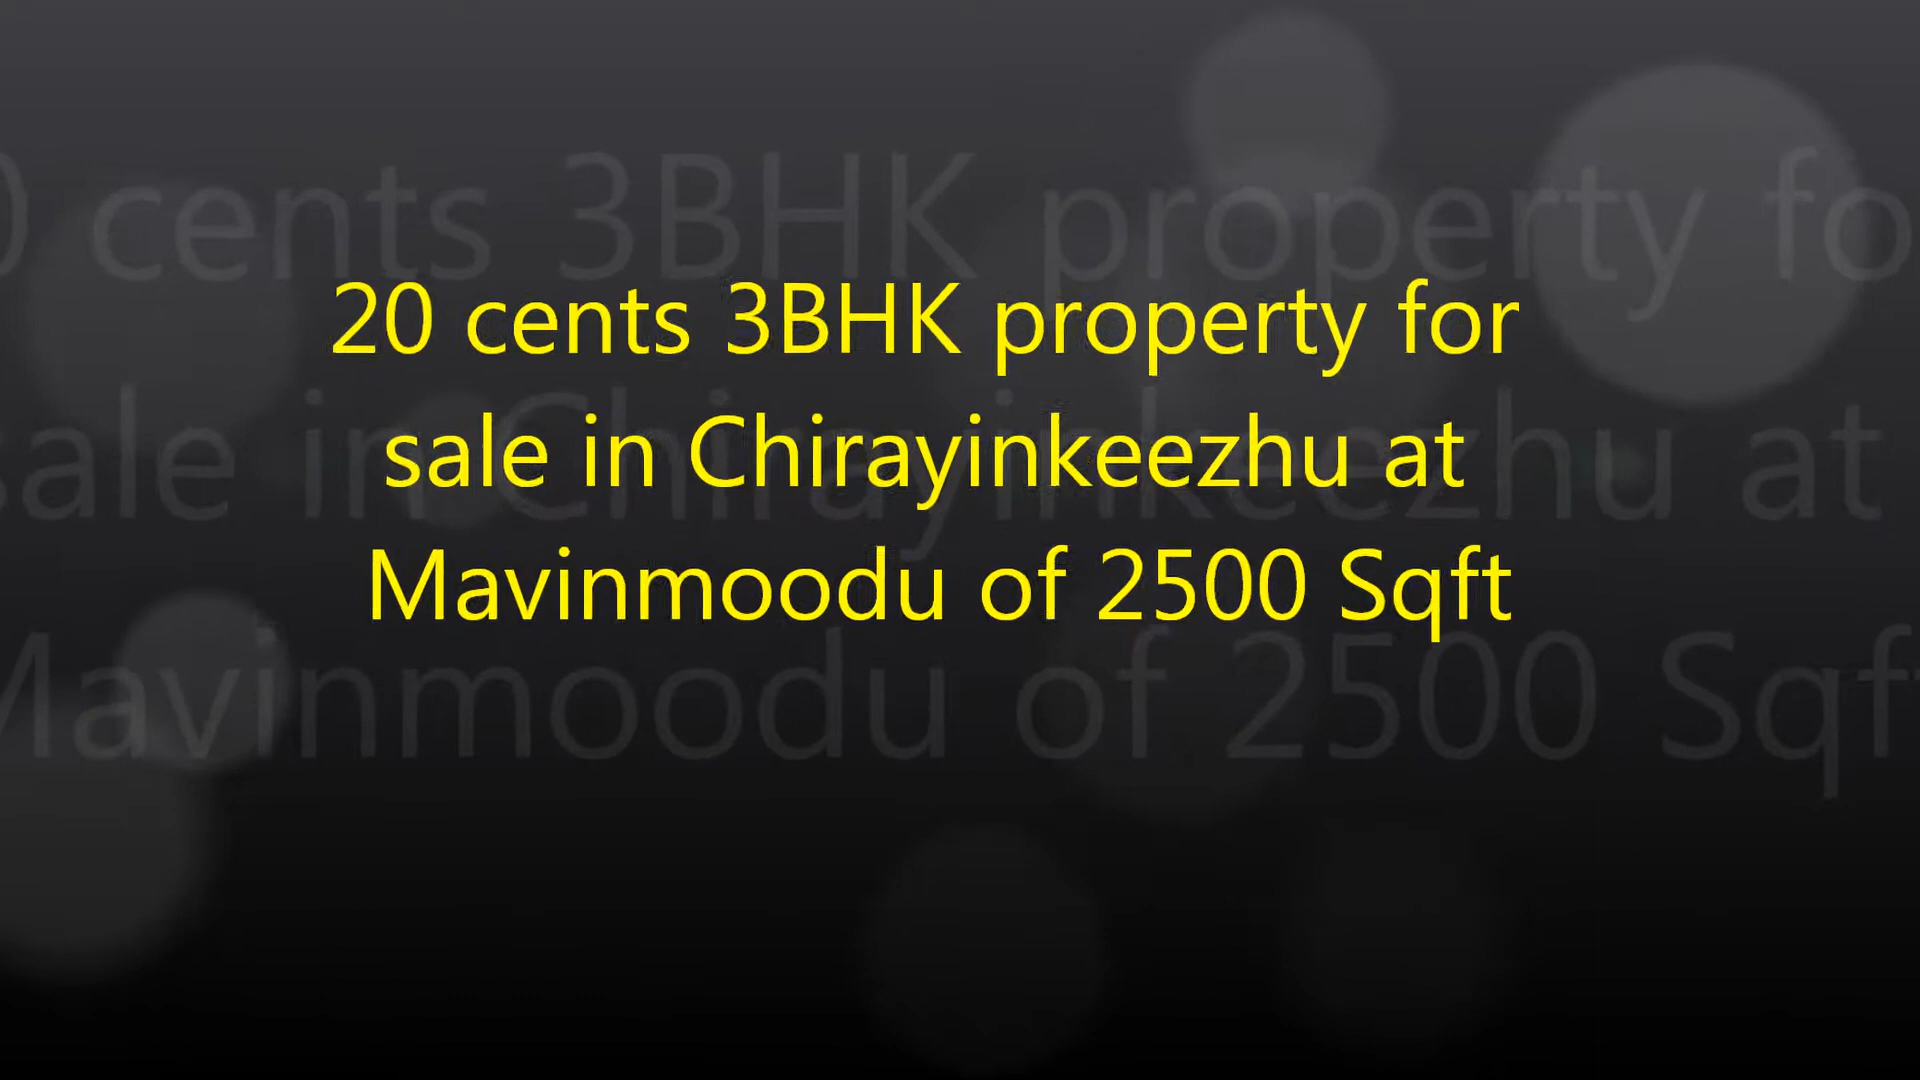 20 cents 3BHK property for
sale in Chirayinkeezhu at
Mavinmoodu of 2500 Sqft